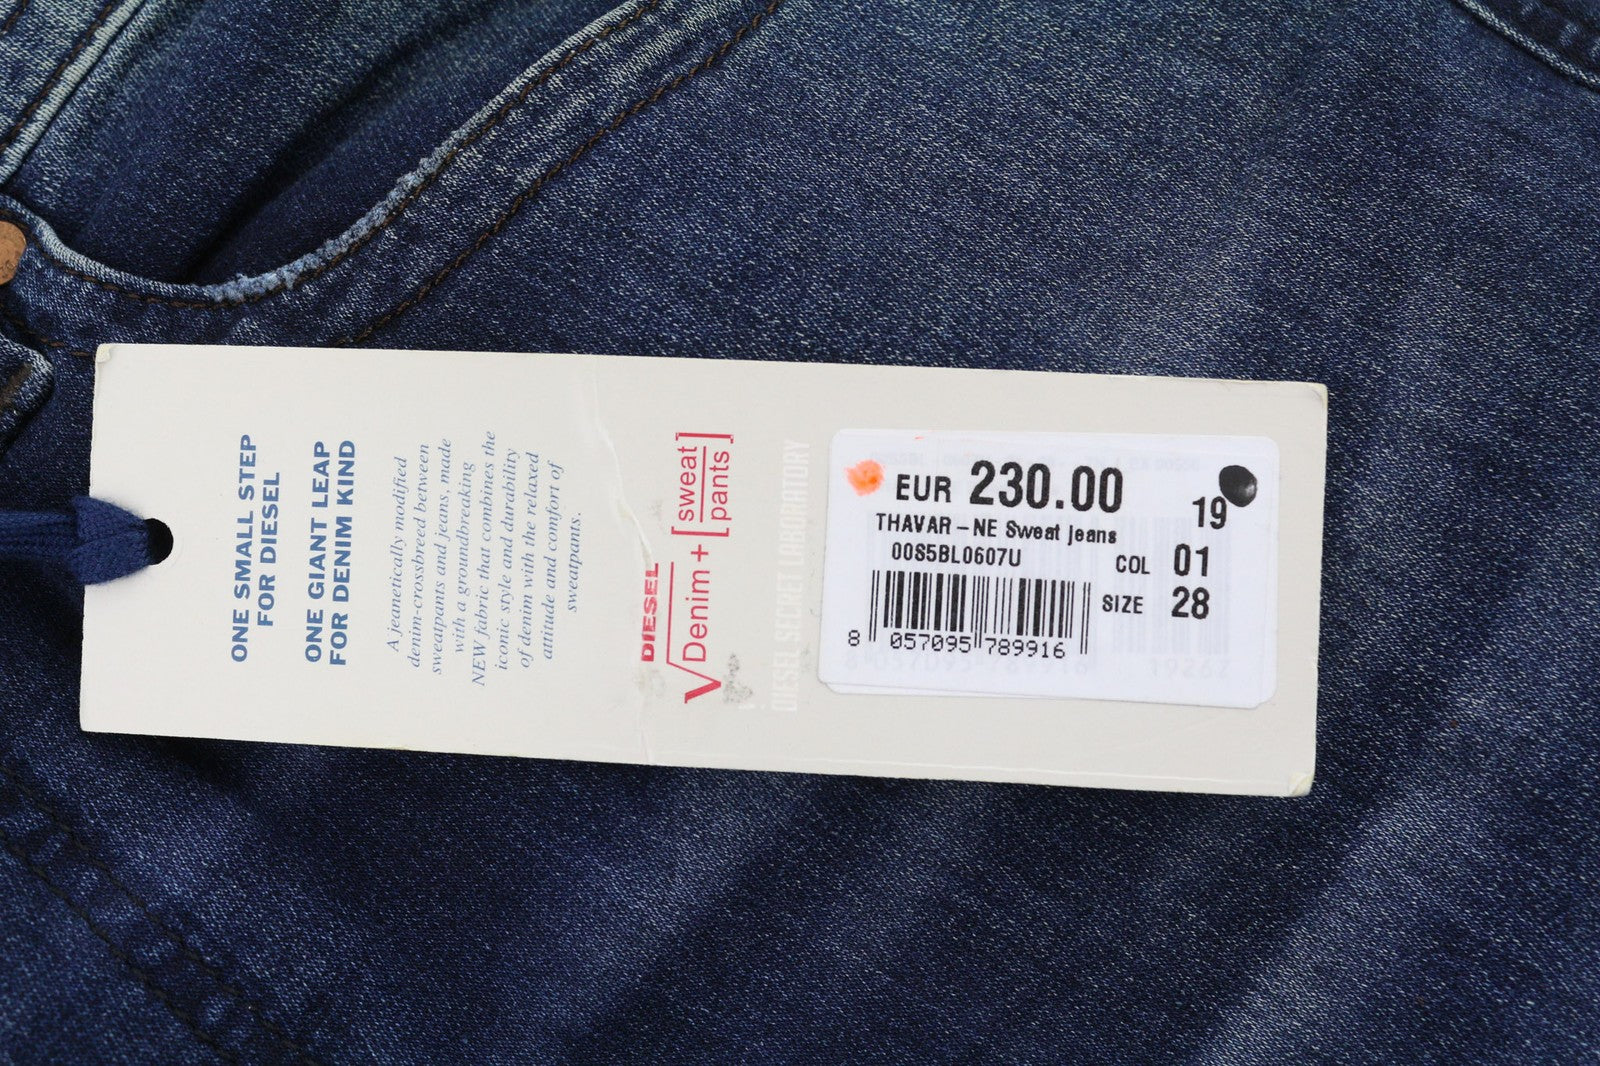 ONE SMALL STEP
FOR DIESEL
ONE GIANT LEAP
FOR DENIM KIND
A jeanetically modified
denim-crossbreed between
sweatpants and jeans, made
with a groundbreaking
NEW fabric that combines the
iconic style and durability
of denim with the relaxed
attitude and comfort of
sweatpants.
DIESEL
√Denim+[sweat
pants]
DIESEL SECRET LABORATORY
EUR 230.00
19
THAVAR-NE Sweat jeans
00S5BL0607U
COL 01
SIZE 28
8 057095 789916